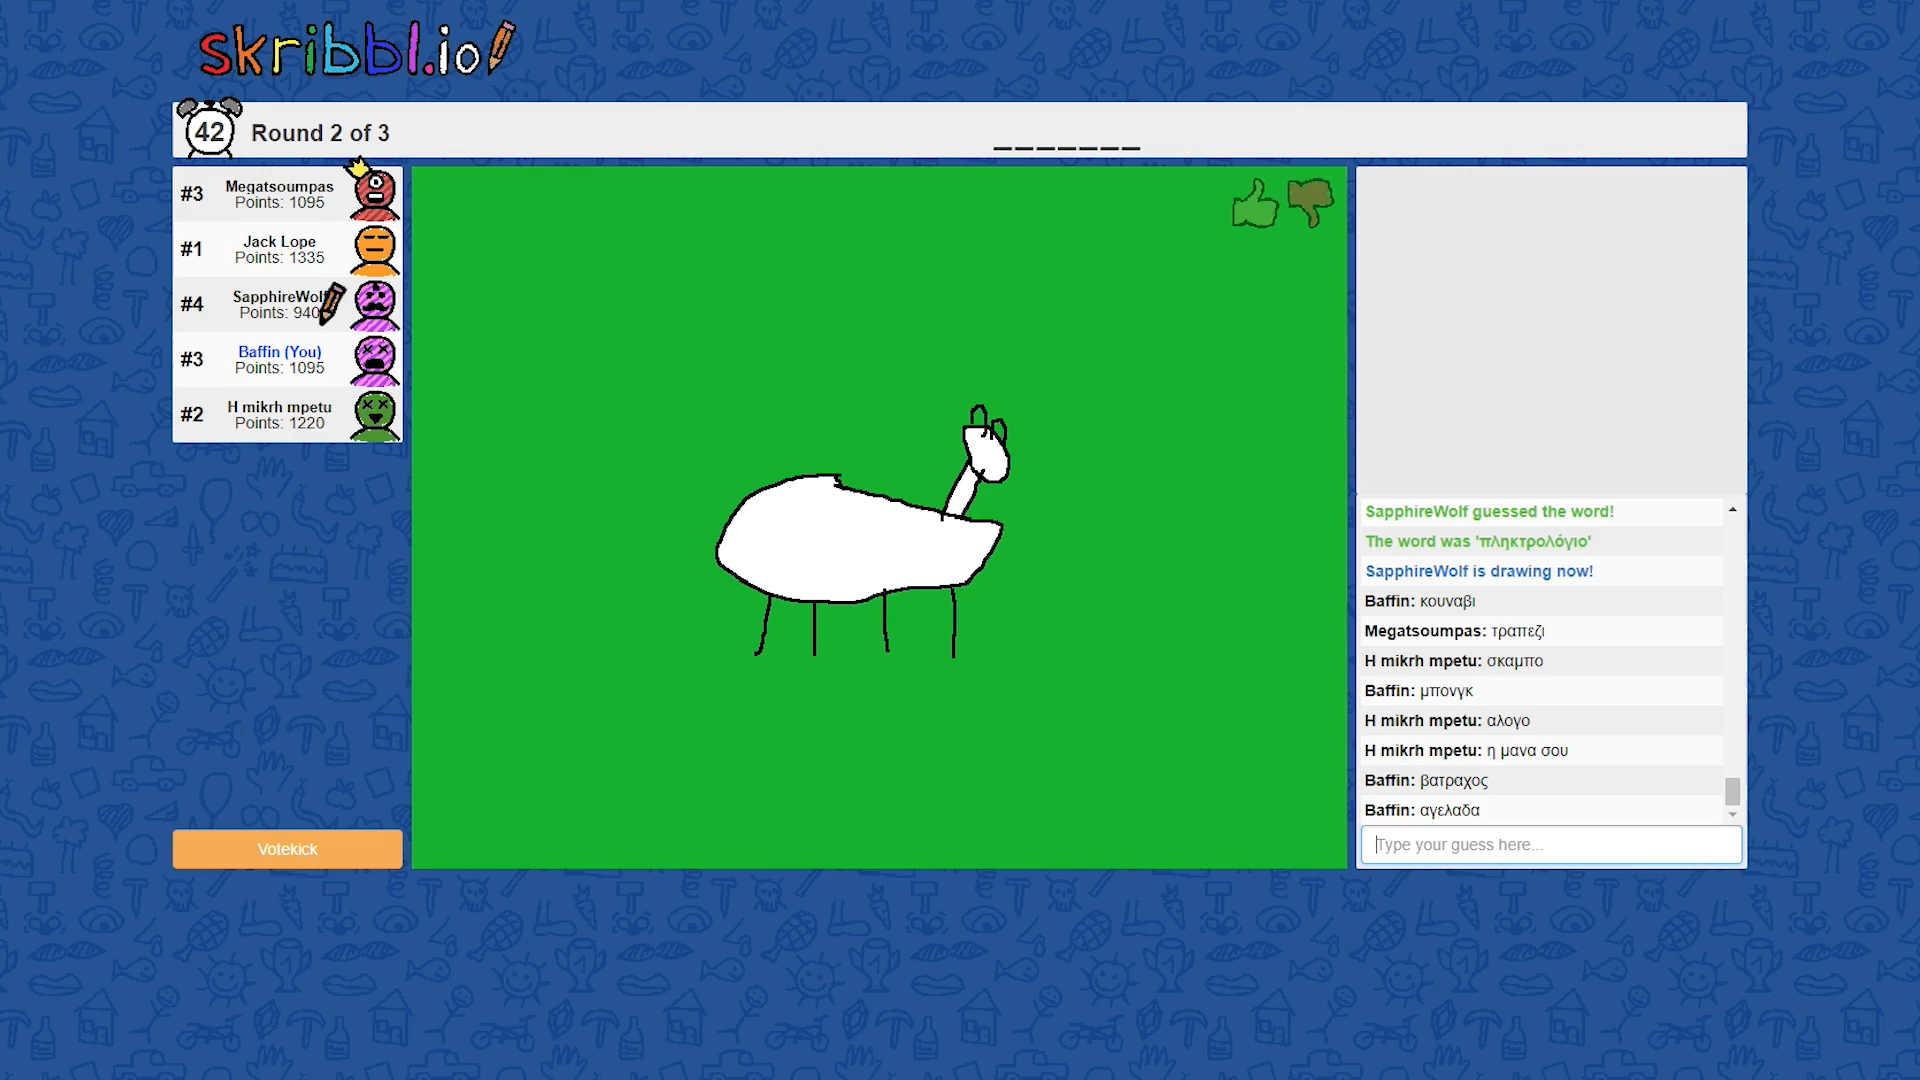 skribbl.io
42
Round 2 of 3
_ _ _ _ _ _ _
#3
Megatsoumpas
Points: 1095
#1
Jack Lope
Points: 1335
#4
SapphireWolf
Points: 940
#3
Baffin (You)
Points: 1095
#2
H mikrh mpetu
Points: 1220
Votekick
SapphireWolf guessed the word!
The word was 'πληκτρολόγιο'
SapphireWolf is drawing now!
Baffin: κουναβι
Megatsoumpas: τραπεζι
H mikrh mpetu: σκαμπο
Baffin: μπονγκ
H mikrh mpetu: αλογο
H mikrh mpetu: η μανα σου
Baffin: βατραχος
Baffin: αγελαδα
Type your guess here...